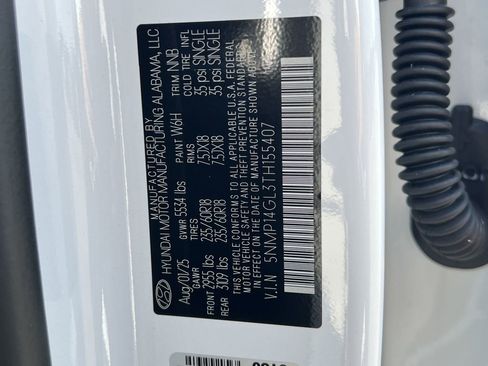 MANUFACTURED BY
HYUNDAI MOTOR MANUFACTURING ALABAMA, LLC
Aug/01/25 GVWR 5534 lbs PAINT W6H TRIM NNB
GAWR TIRES RIMS COLD TIRE INFL
FRONT 2955 lbs 235/60R18 7.5JX18 35 psi SINGLE
REAR 3109 lbs 235/60R18 7.5JX18 35 psi SINGLE
THIS VEHICLE CONFORMS TO ALL APPLICABLE U.S.A. FEDERAL
MOTOR VEHICLE SAFETY AND THEFT PREVENTION STANDARDS
IN EFFECT ON THE DATE OF MANUFACTURE SHOWN ABOVE
V.I.N 5NMP14GL3TH155407